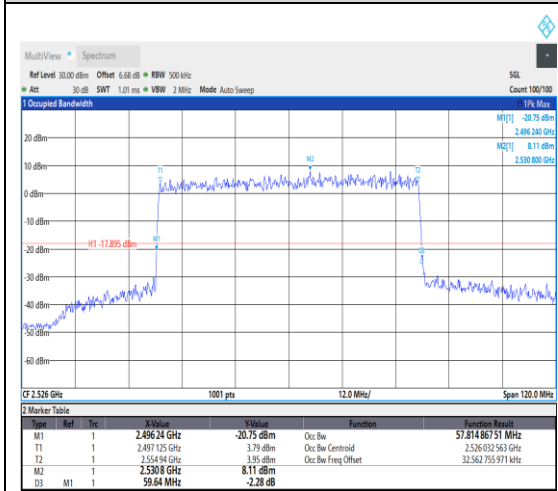 MultiView Spectrum
Ref Level 30.00 dBm Offset 6.68 dB RBW 500 kHz SGL
Att 30 dB SWT 1.01 ms VBW 2 MHz Mode Auto Sweep Count 100/100
1 Occupied Bandwidth 1Pk Max
M1[1] -20.75 dBm
2.496 240 GHz
M2[1] 8.11 dBm
2.530 800 GHz
20 dBm
10 dBm
0 dBm
-10 dBm
-20 dBm
-30 dBm
-40 dBm
-50 dBm
-60 dBm
T1
M2
T2
M1
H1 -17.895 dBm
D3
CF 2.526 GHz 1001 pts 12.0 MHz/ Span 120.0 MHz
2 Marker Table
Type Ref Trc X-Value Y-Value Function Function Result
M1 1 2.496 24 GHz -20.75 dBm Occ Bw 57.814 867 51 MHz
T1 1 2.497 125 GHz 3.79 dBm Occ Bw Centroid 2.526 032 563 GHz
T2 1 2.554 94 GHz 3.95 dBm Occ Bw Freq Offset 32.562 755 971 kHz
M2 1 2.530 8 GHz 8.11 dBm
D3 M1 1 59.64 MHz -2.28 dB